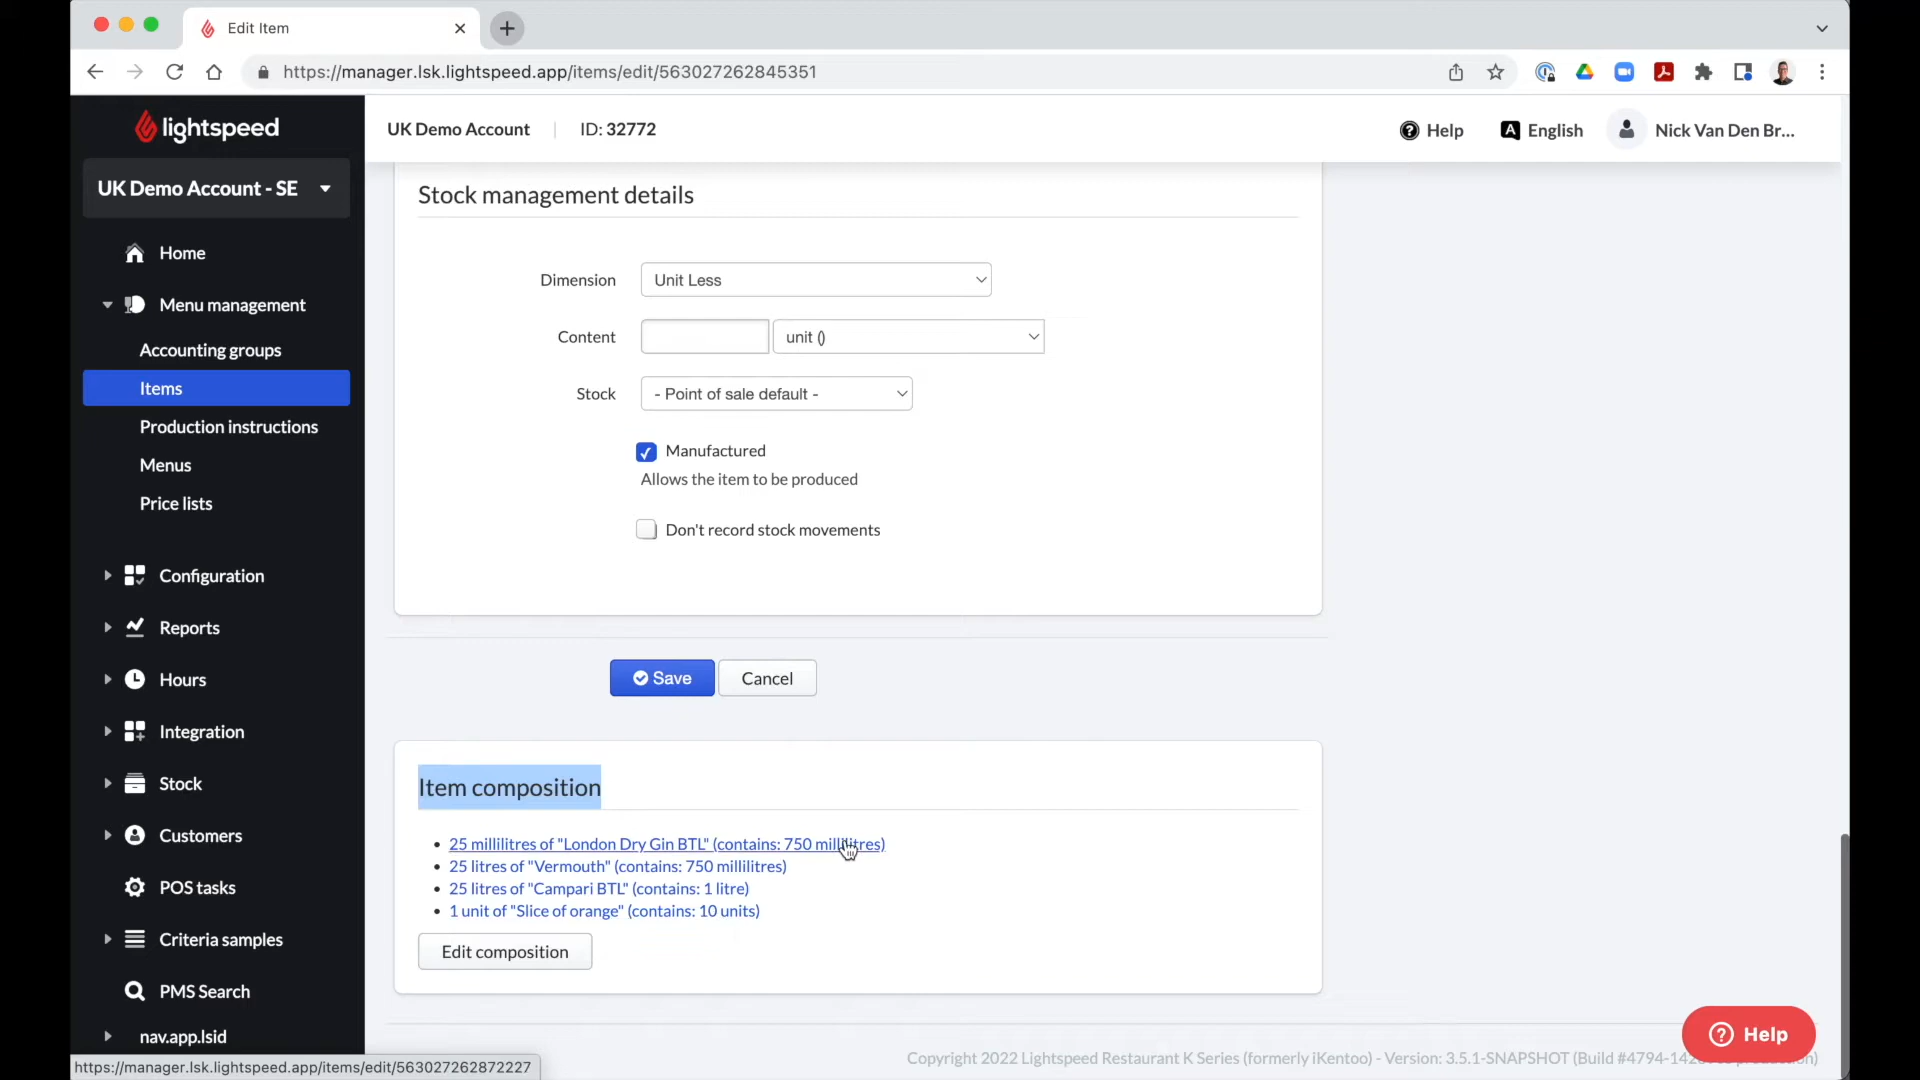 Edit Item
https://manager.lsk.lightspeed.app/items/edit/563027262845351
lightspeed
UK Demo Account ID: 32772
Help
A English
Nick Van Den Br...
UK Demo Account - SE
Home
Menu management
Accounting groups
Items
Production instructions
Menus
Price lists
Configuration
Reports
Hours
Integration
Stock
Customers
POS tasks
Criteria samples
PMS Search
nav.app.lsid
Stock management details
Dimension Unit Less
Content unit ()
Stock - Point of sale default -
Manufactured
Allows the item to be produced
Don't record stock movements
Save Cancel
Item composition
• 25 millilitres of "London Dry Gin BTL" (contains: 750 millilitres)
• 25 litres of "Vermouth" (contains: 750 millilitres)
• 25 litres of "Campari BTL" (contains: 1 litre)
• 1 unit of "Slice of orange" (contains: 10 units)
Edit composition
Help
Copyright 2022 Lightspeed Restaurant K Series (formerly iKentoo) - Version: 3.5.1-SNAPSHOT (Build
https://manager.lsk.lightspeed.app/items/edit/563027262872227